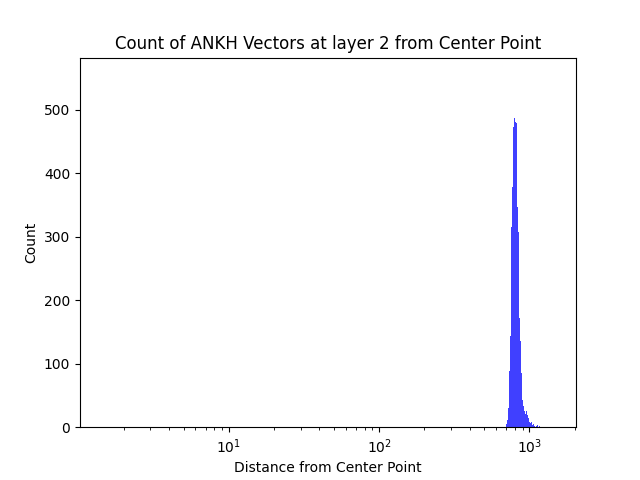 Count of ANKH Vectors at layer 2 from Center Point
Count
500
400
300
200
100
0
10¹ 10² 10³
Distance from Center Point